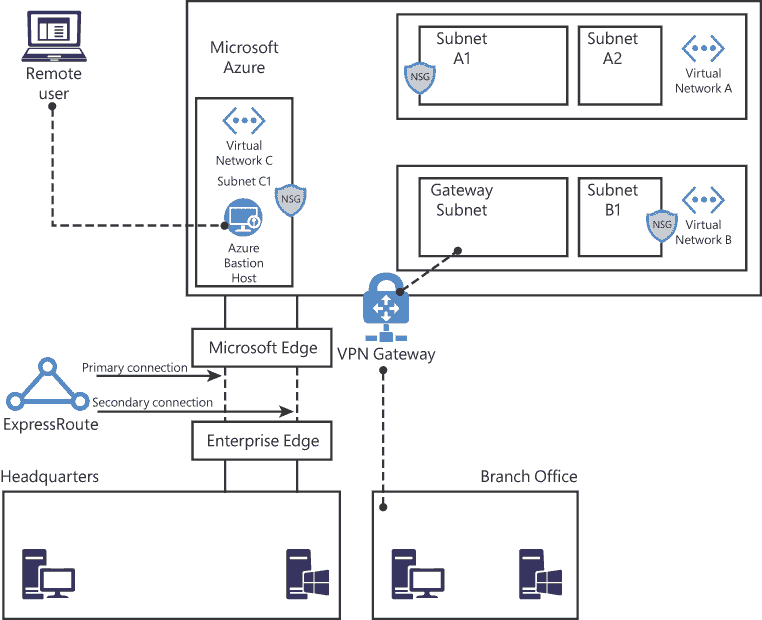 Remote
user
Microsoft
Azure
Subnet
A1
NSG
Subnet
A2
Virtual
Network A
Virtual
Network C
Subnet C1
NSG
Azure
Bastion
Host
Gateway
Subnet
Subnet
B1
NSG
Virtual
Network B
Microsoft Edge
VPN Gateway
Primary connection
Secondary connection
ExpressRoute
Enterprise Edge
Headquarters
Branch Office